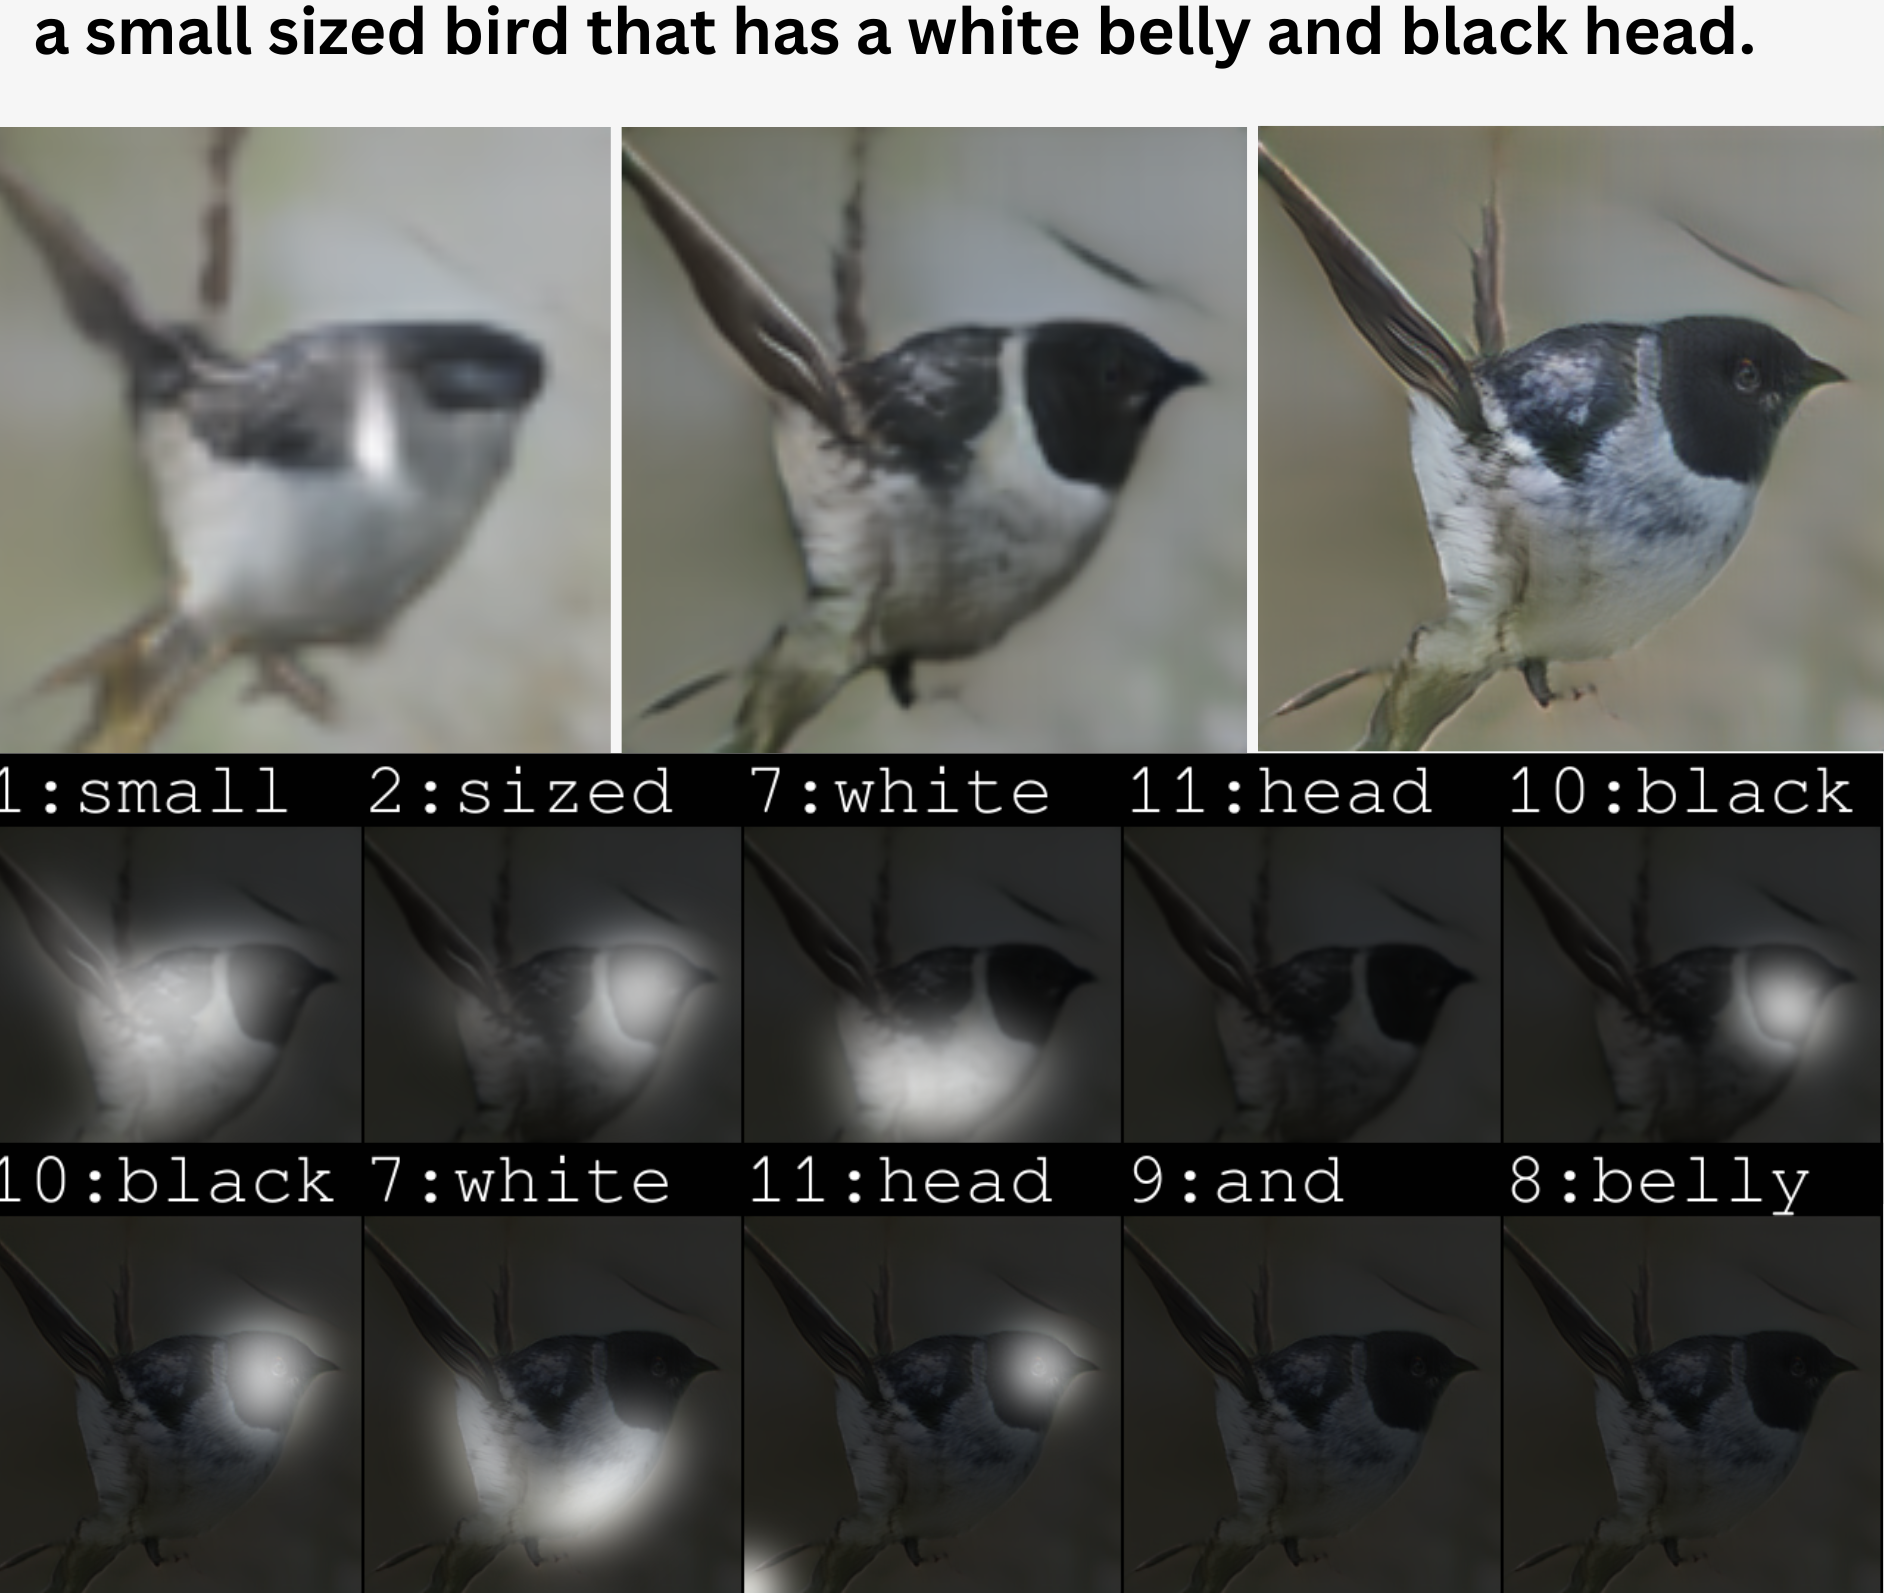 a small sized bird that has a white belly and black head.
1:small 2:sized 7:white 11:head 10:black
10:black 7:white 11:head 9:and 8:belly